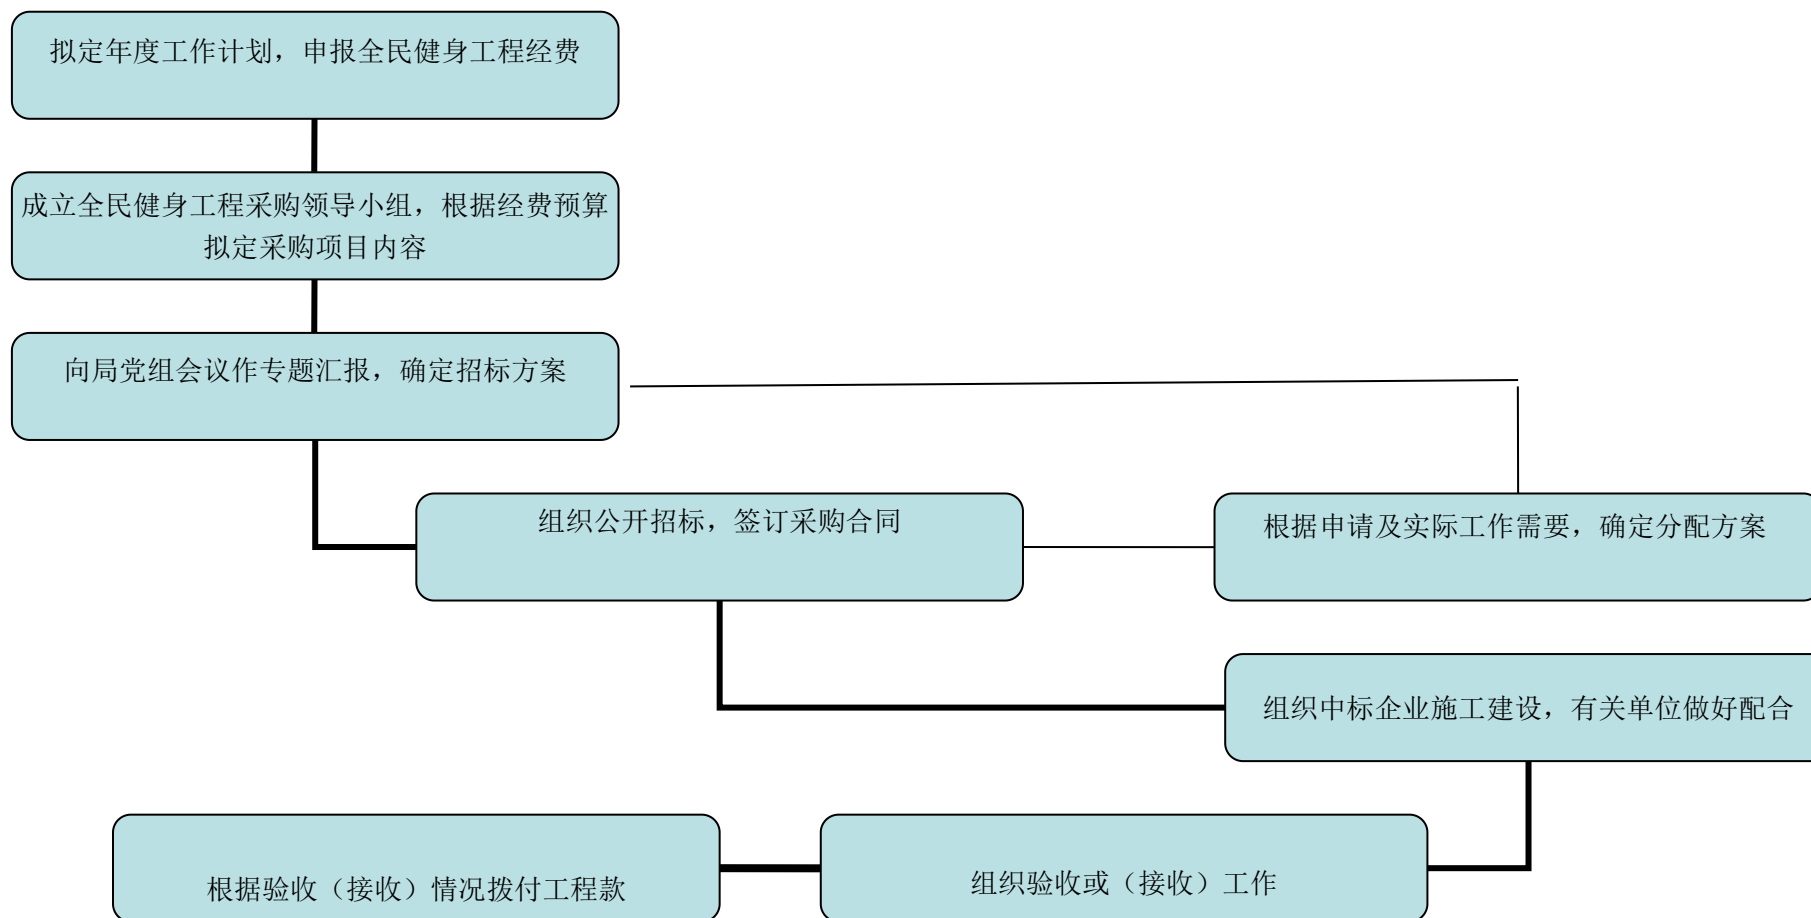 拟定年度工作计划，申报全民健身工程经费
成立全民健身工程采购领导小组，根据经费预算
拟定采购项目内容
向局党组会议作专题汇报，确定招标方案
组织公开招标，签订采购合同
根据申请及实际工作需要，确定分配方案
组织中标企业施工建设，有关单位做好配合
根据验收（接收）情况拨付工程款
组织验收或（接收）工作